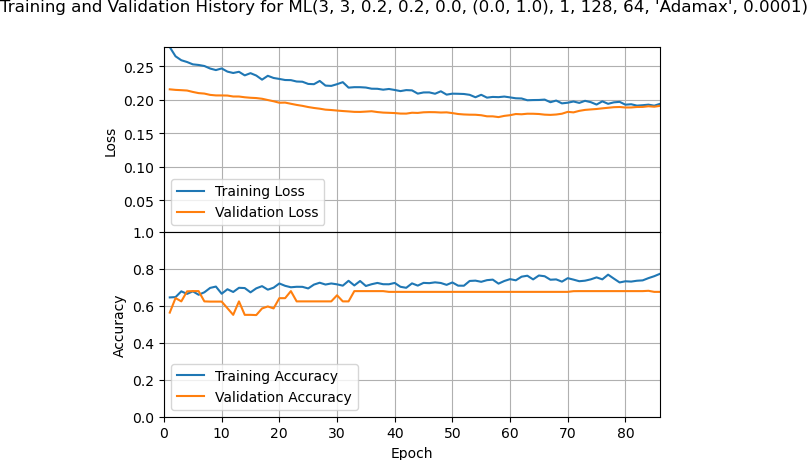 Training and Validation History for ML(3, 3, 0.2, 0.2, 0.0, (0.0, 1.0), 1, 128, 64, 'Adamax', 0.0001)
0.25
0.20
0.15
0.10
0.05
Loss
Training Loss
Validation Loss
1.0
0.8
0.6
0.4
0.2
0.0
Accuracy
Training Accuracy
Validation Accuracy
0 10 20 30 40 50 60 70 80
Epoch